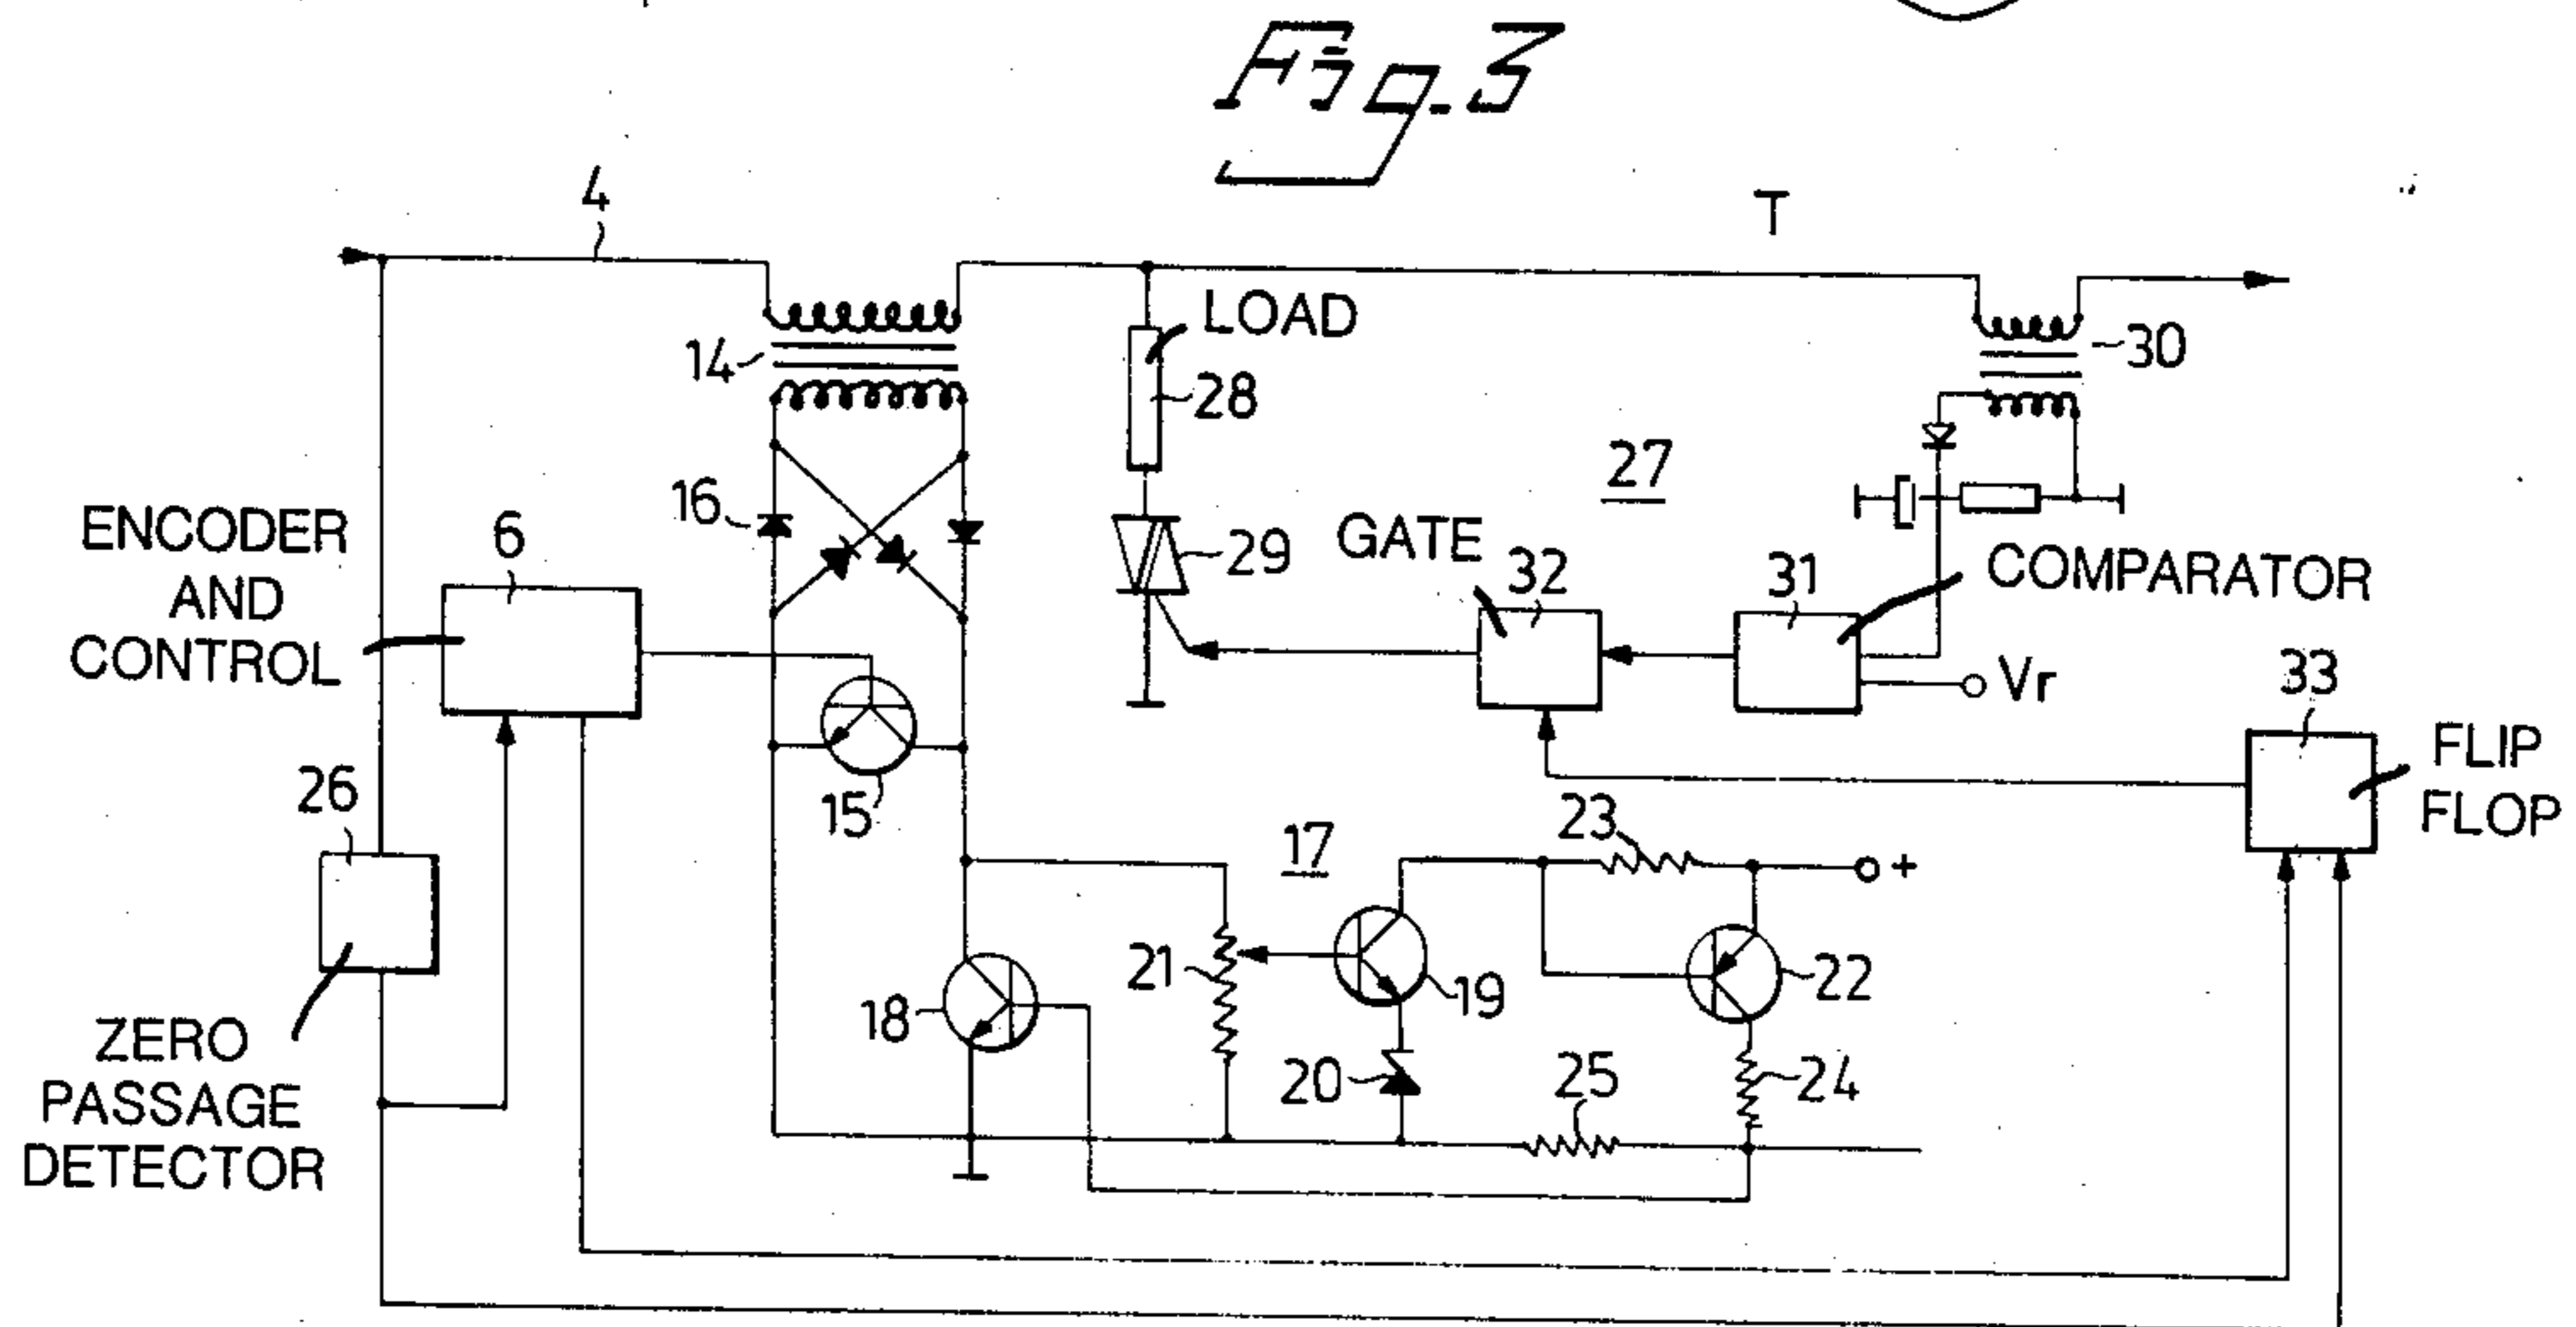 Fig. 3
4
T
14
LOAD
28
30
16
27
ENCODER
AND
CONTROL
6
29
GATE
32
31
COMPARATOR
Vr
33
FLIP
FLOP
26
15
23
17
+
21
19
22
18
20
25
24
ZERO
PASSAGE
DETECTOR